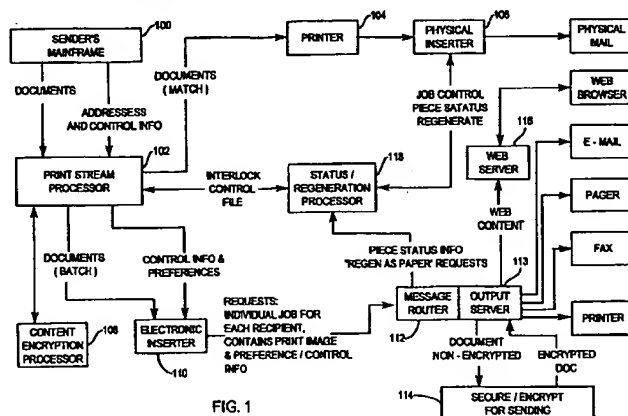 100
SENDER'S
MAINFRAME
DOCUMENTS
ADDRESSESS
AND CONTROL INFO
102
PRINT STREAM
PROCESSOR
DOCUMENTS
(MATCH)
104
PRINTER
106
PHYSICAL
INSERTER
PHYSICAL
MAIL
JOB CONTROL
PIECE SATATUS
REGENERATE
WEB
BROWSER
116
WEB
SERVER
E - MAIL
PAGER
FAX
PRINTER
INTERLOCK
CONTROL
FILE
118
STATUS /
REGENERATION
PROCESSOR
WEB
CONTENT
PIECE STATUS INFO
"REGEN AS PAPER' REQUESTS
113
DOCUMENTS
(BATCH)
CONTROL INFO &
PREFERENCES
REQUESTS:
INDIVIDUAL JOB FOR
EACH RECIPIENT,
CONTAINS PRINT IMAGE
& PREFERENCE / CONTROL
INFO
MESSAGE
ROUTER
112
OUTPUT
SERVER
CONTENT
ENCRYPTION
PROCESSOR
108
ELECTRONIC
INSERTER
110
DOCUMENT
NON - ENCRYPTED
ENCRYPTED
DOC
114
SECURE / ENCRYPT
FOR SENDING
FIG. 1